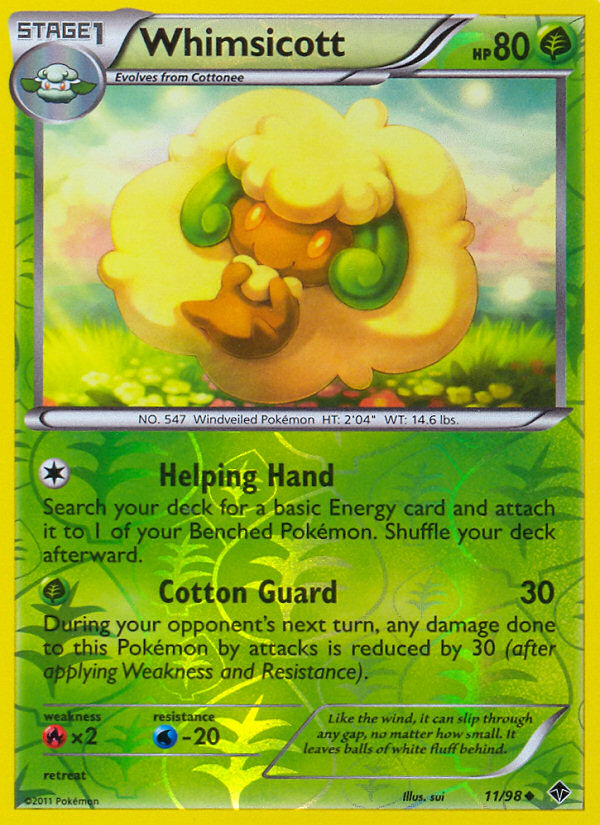 STAGE1
Whimsicott
HP80
Evolves from Cottonee
NO. 547 Windveiled Pokémon HT: 2'04" WT: 14.6 lbs.
Helping Hand
Search your deck for a basic Energy card and attach
it to 1 of your Benched Pokémon. Shuffle your deck
afterward.
Cotton Guard 30
During your opponent's next turn, any damage done
to this Pokémon by attacks is reduced by 30 (after
applying Weakness and Resistance).
weakness resistance
×2 -20
Like the wind, it can slip through
any gap, no matter how small. It
leaves balls of white fluff behind.
retreat
©2011 Pokémon
Illus. sui 11/98